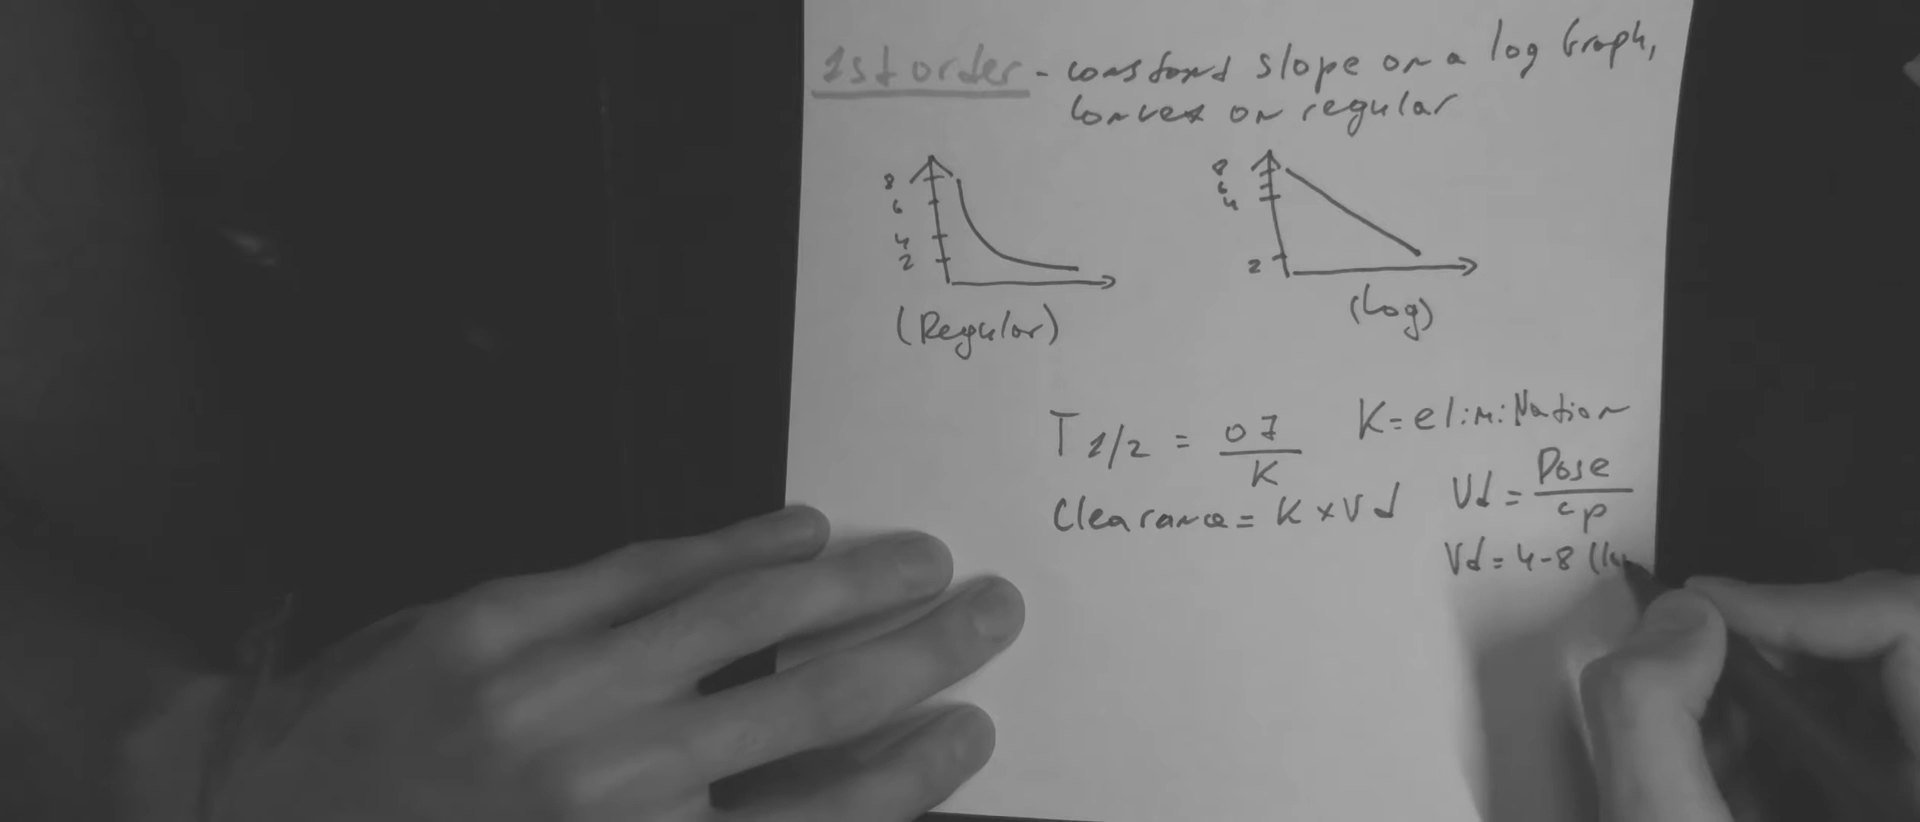 1st order - constant slope on a log Graph,
Convex on regular
8
6
4
2
(Regular)
8
6
4
2
(Log)
T 1/2 = 0 7 / K
K = elimiNation
Clearance = K x Vd
Vd = Dose / cp
Vd = 4-8